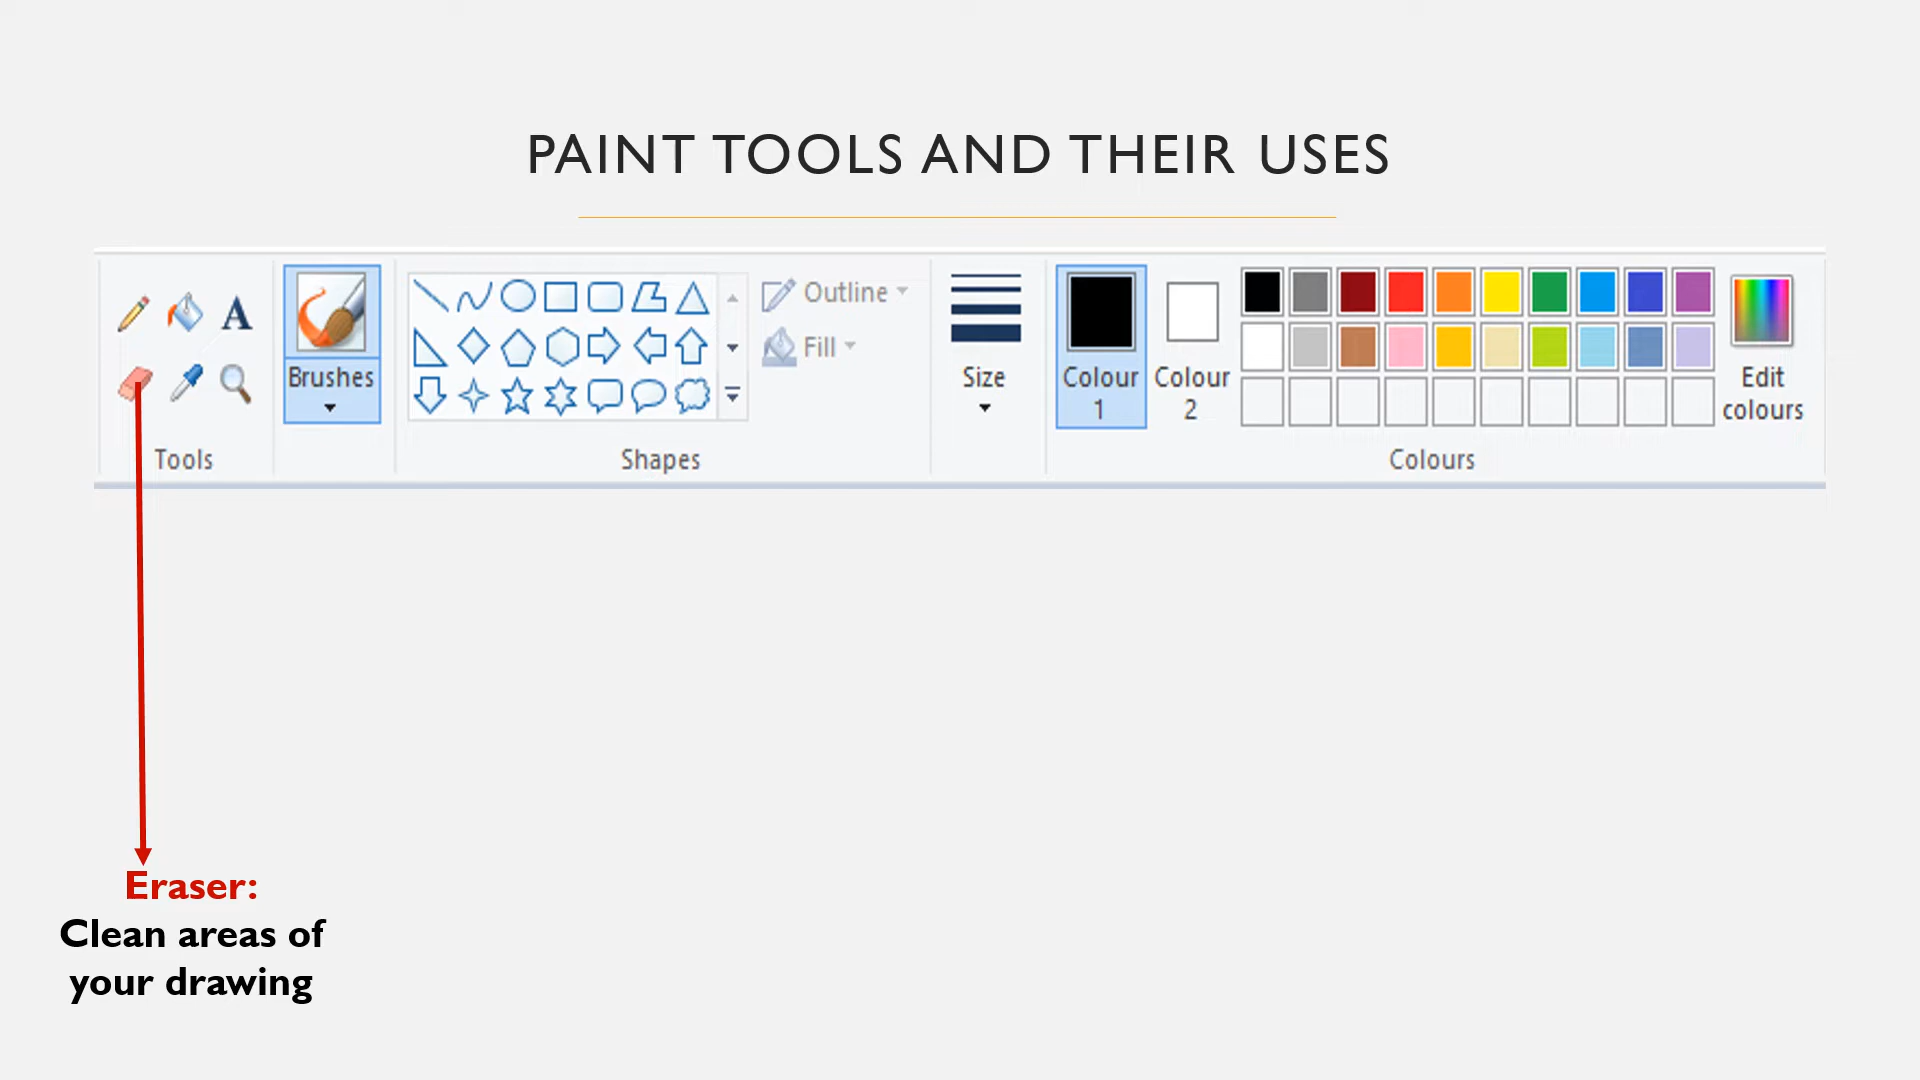 PAINT TOOLS AND THEIR USES
A
Brushes
Outline
Fill
Size
Colour
1
Colour
2
Edit
colours
Tools
Shapes
Colours
Eraser:
Clean areas of
your drawing